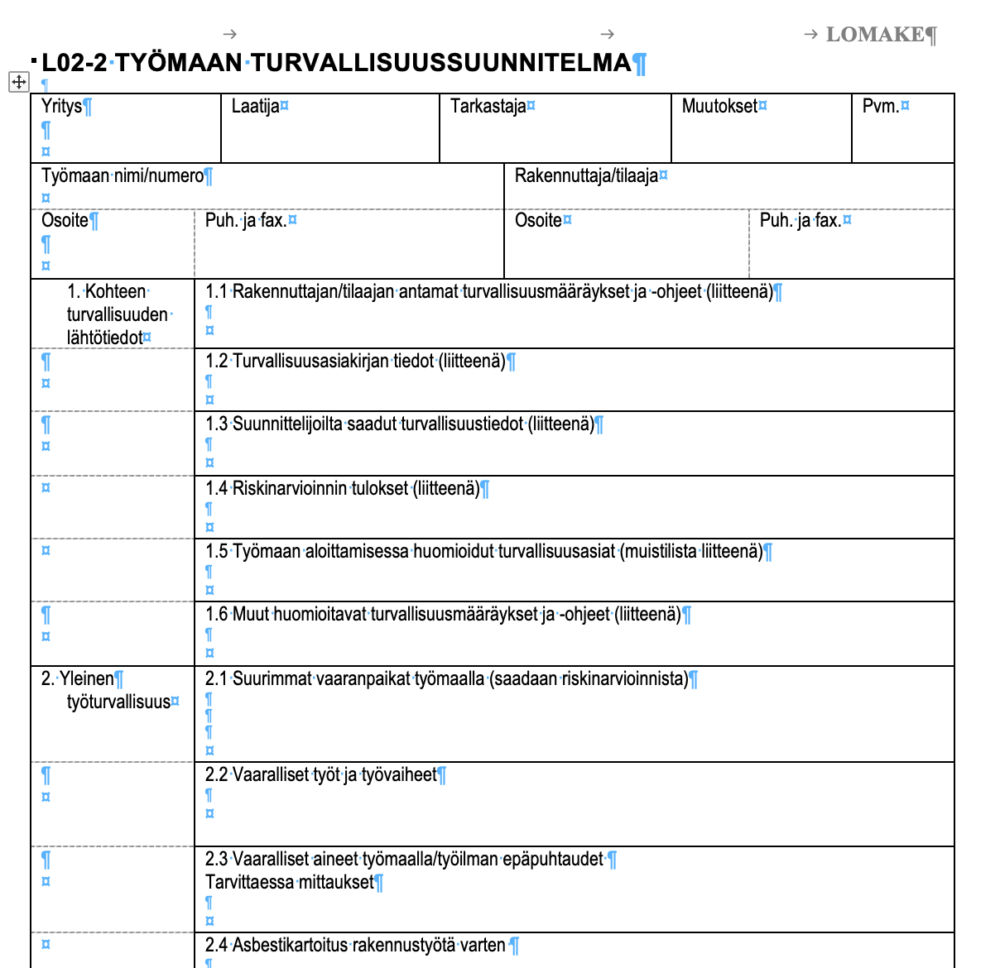 LOMAKE
L02-2 TYÖMAAN TURVALLISUUSSUUNNITELMA
Yritys
Laatija
Tarkastaja
Muutokset
Pvm.
Työmaan nimi/numero
Rakennuttaja/tilaaja
Osoite
Puh. ja fax.
Osoite
Puh. ja fax.
1. Kohteen
turvallisuuden
lähtötiedot
1.1 Rakennuttajan/tilaajan antamat turvallisuusmääräykset ja -ohjeet (liitteenä)
1.2 Turvallisuusasiakirjan tiedot (liitteenä)
1.3 Suunnittelijoilta saadut turvallisuustiedot (liitteenä)
1.4 Riskinarvioinnin tulokset (liitteenä)
1.5 Työmaan aloittamisessa huomioidut turvallisuusasiat (muistilista liitteenä)
1.6 Muut huomioitavat turvallisuusmääräykset ja -ohjeet (liitteenä)
2. Yleinen
työturvallisuus
2.1 Suurimmat vaaranpaikat työmaalla (saadaan riskinarvioinnista)
2.2 Vaaralliset työt ja työvaiheet
2.3 Vaaralliset aineet työmaalla/työilman epäpuhtaudet
Tarvittaessa mittaukset
2.4 Asbestikartoitus rakennustyötä varten